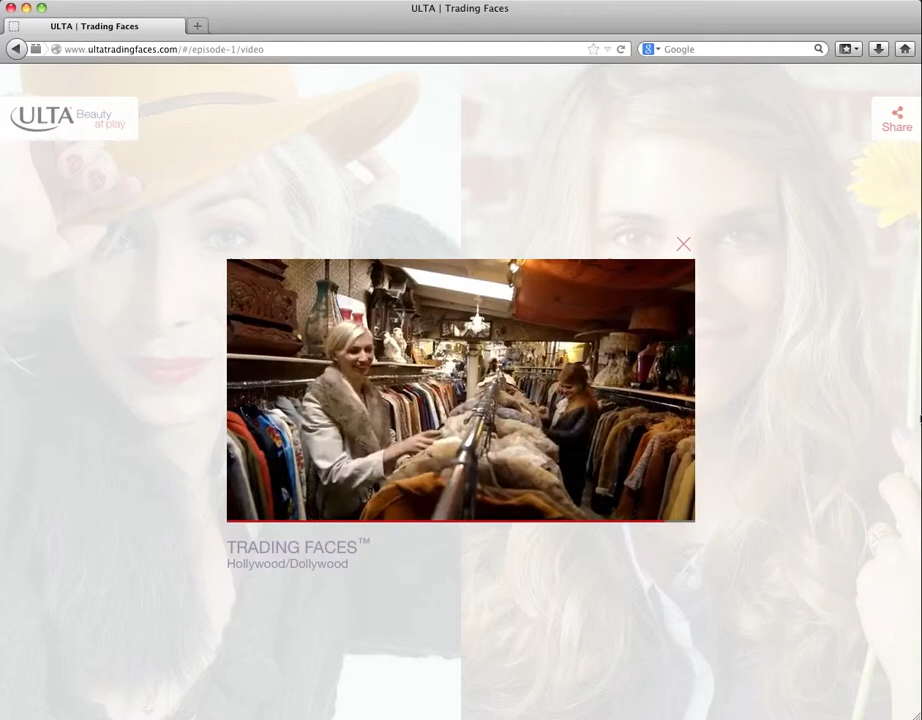 ULTA | Trading Faces
ULTA | Trading Faces
www.ultatradingfaces.com/#/episode-1/video
Google
ULTA Beauty
at play
Share
TRADING FACES™
Hollywood/Dollywood